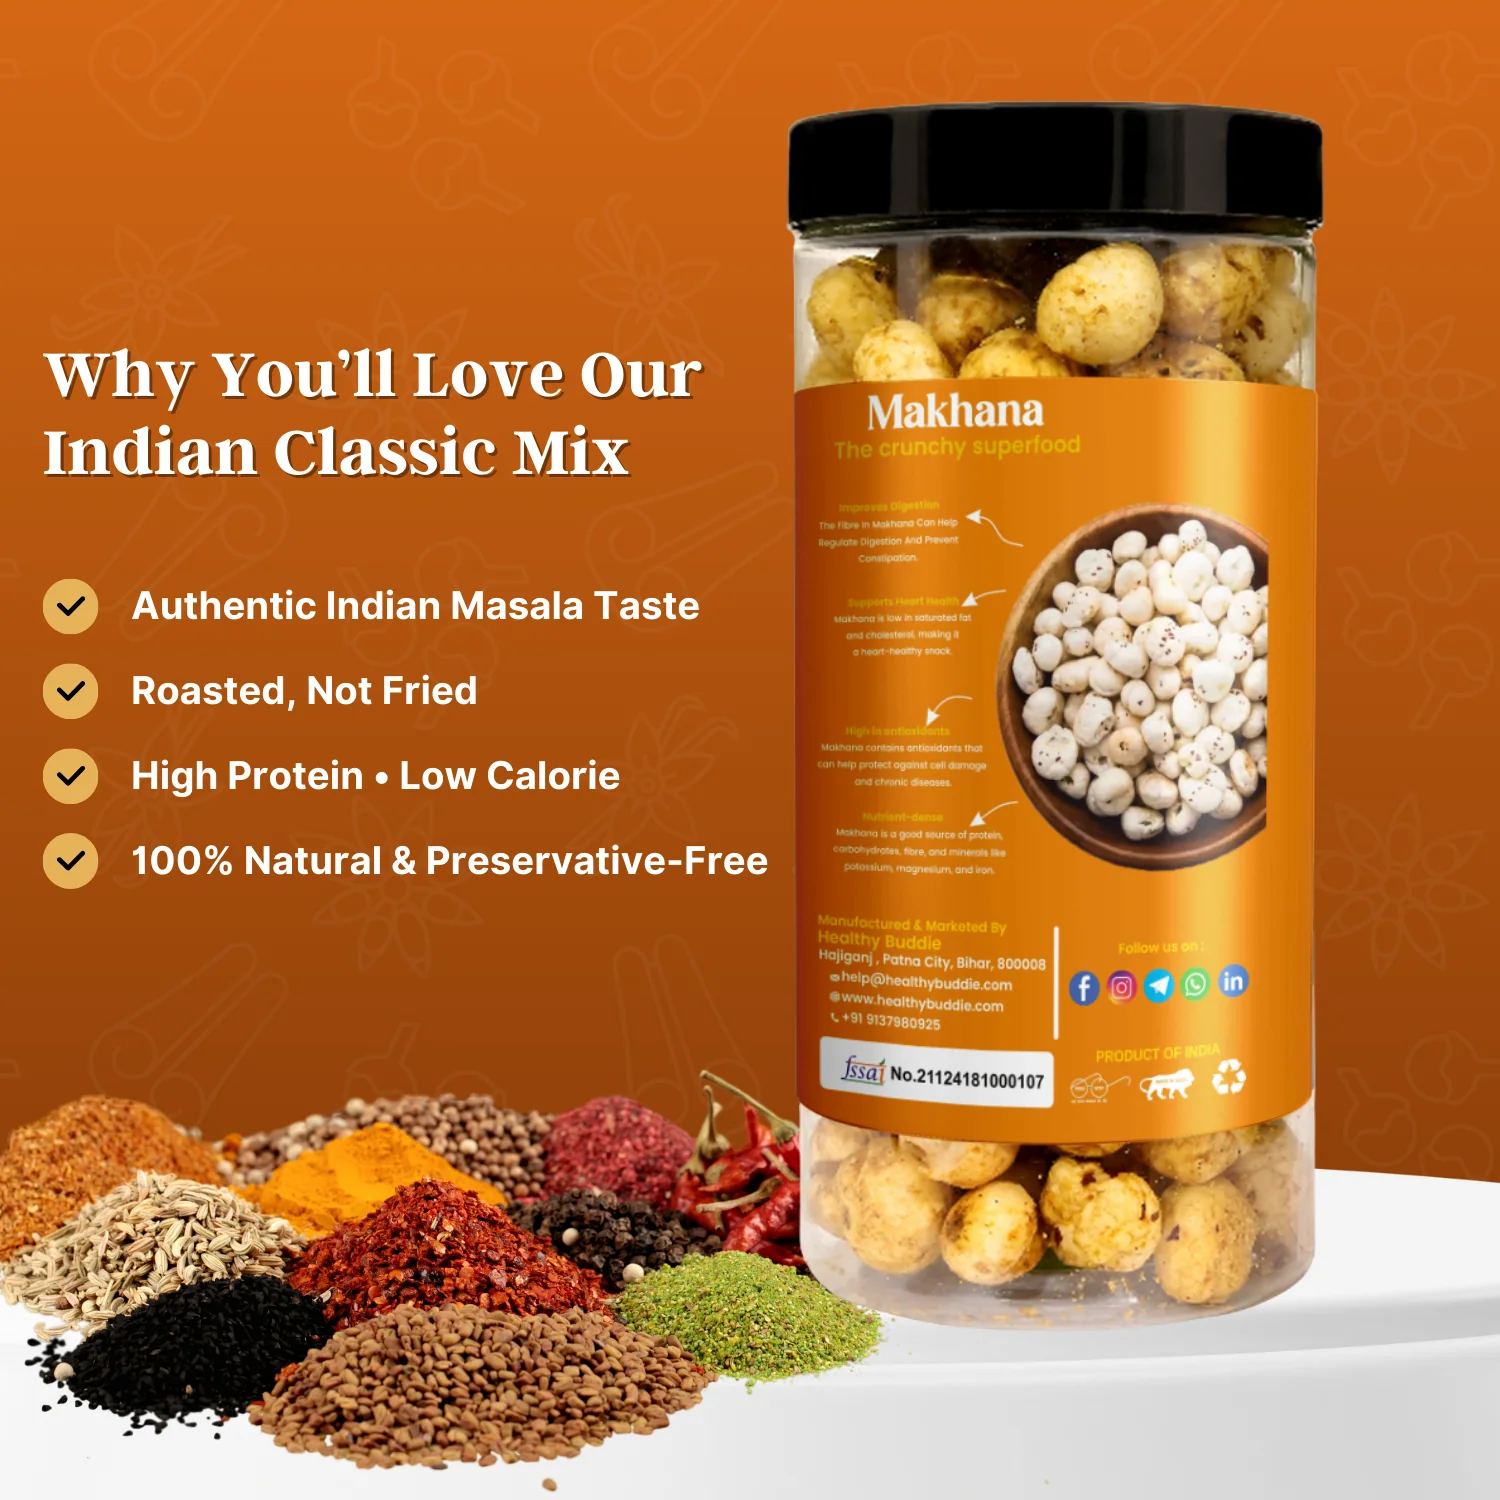 Why You'll Love Our
Indian Classic Mix
Authentic Indian Masala Taste
Roasted, Not Fried
High Protein • Low Calorie
100% Natural & Preservative-Free
Makhana
The crunchy superfood
Improves Digestion
The Fibre In Makhana Can Help
Regulate Digestion And Prevent
Constipation.
Supports Heart Health
Makhana is low in saturated fat
and cholesterol, making it
a heart-healthy snack.
High in antioxidants
Makhana contains antioxidants that
can help protect against cell damage
and chronic diseases.
Nutrient-dense
Makhana is a good source of protein,
carbohydrates, fibre, and minerals like
potassium, magnesium, and iron.
Manufactured & Marketed By
Healthy Buddie
Hajiganj , Patna City, Bihar, 800008
help@healthybuddie.com
www.healthybuddie.com
+91 9137980925
fssai No.21124181000107
Follow us on :
PRODUCT OF INDIA